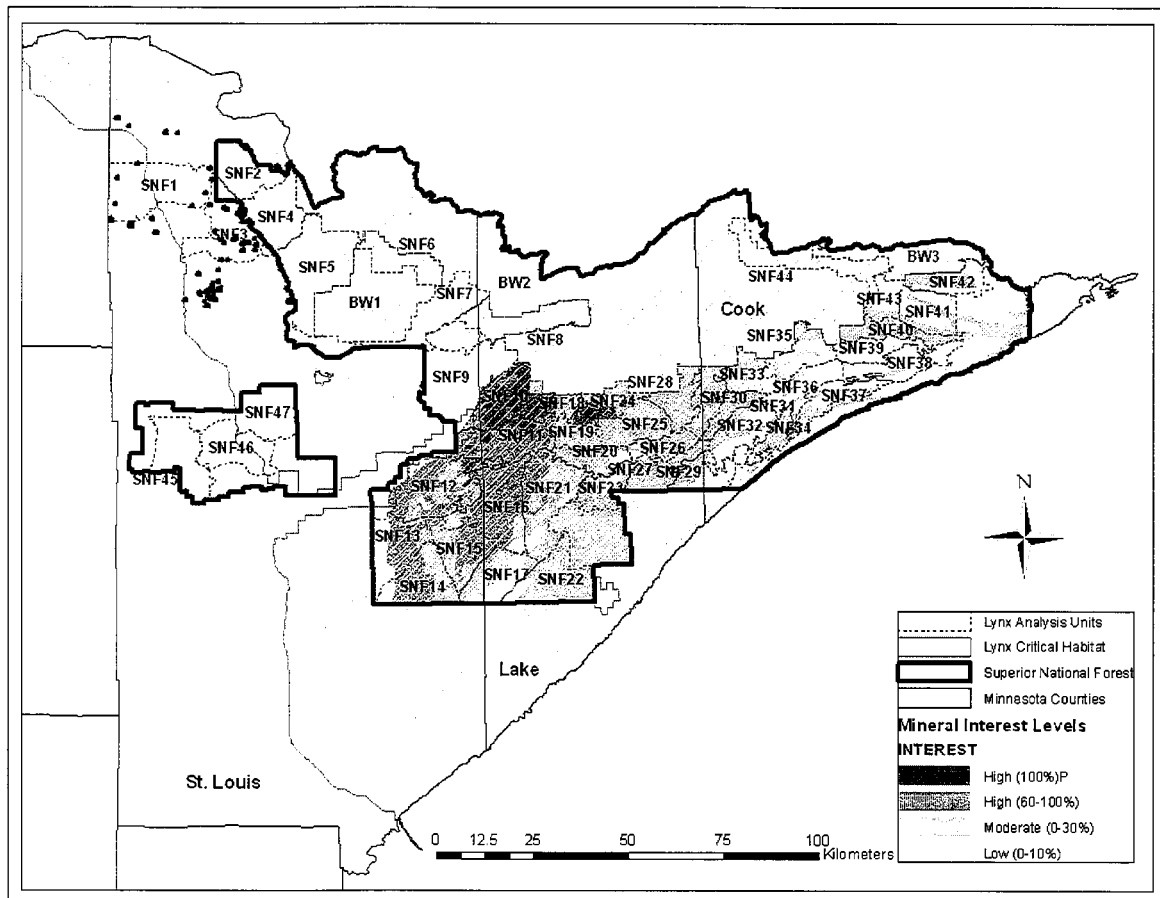 SNF1
SNF2
SNF4
SNF3
SNF6
SNF5
BW1
SNF7
BW2
SNF8
SNF9
SNF44
BW3
SNF42
SNF43
SNF41
Cook
SNF35
SNF40
SNF39
SNF38
SNF33
SNF36
SNF37
SNF28
SNF30
SNF31
SNF18
SNF24
SNF11
SNF19
SNF25
SNF32
SNF34
SNF20
SNF26
SNF27
SNF29
SNF47
SNF46
SNF45
SNF12
SNF21
SNF16
SNF13
SNF15
SNF14
SNF17
SNF22
N
Lake
St. Louis
0 12.5 25 50 75 100
Kilometers
Lynx Analysis Units
Lynx Critical Habitat
Superior National Forest
Minnesota Counties
Mineral Interest Levels
INTEREST
High (100%)P
High (60-100%)
Moderate (0-30%)
Low (0-10%)